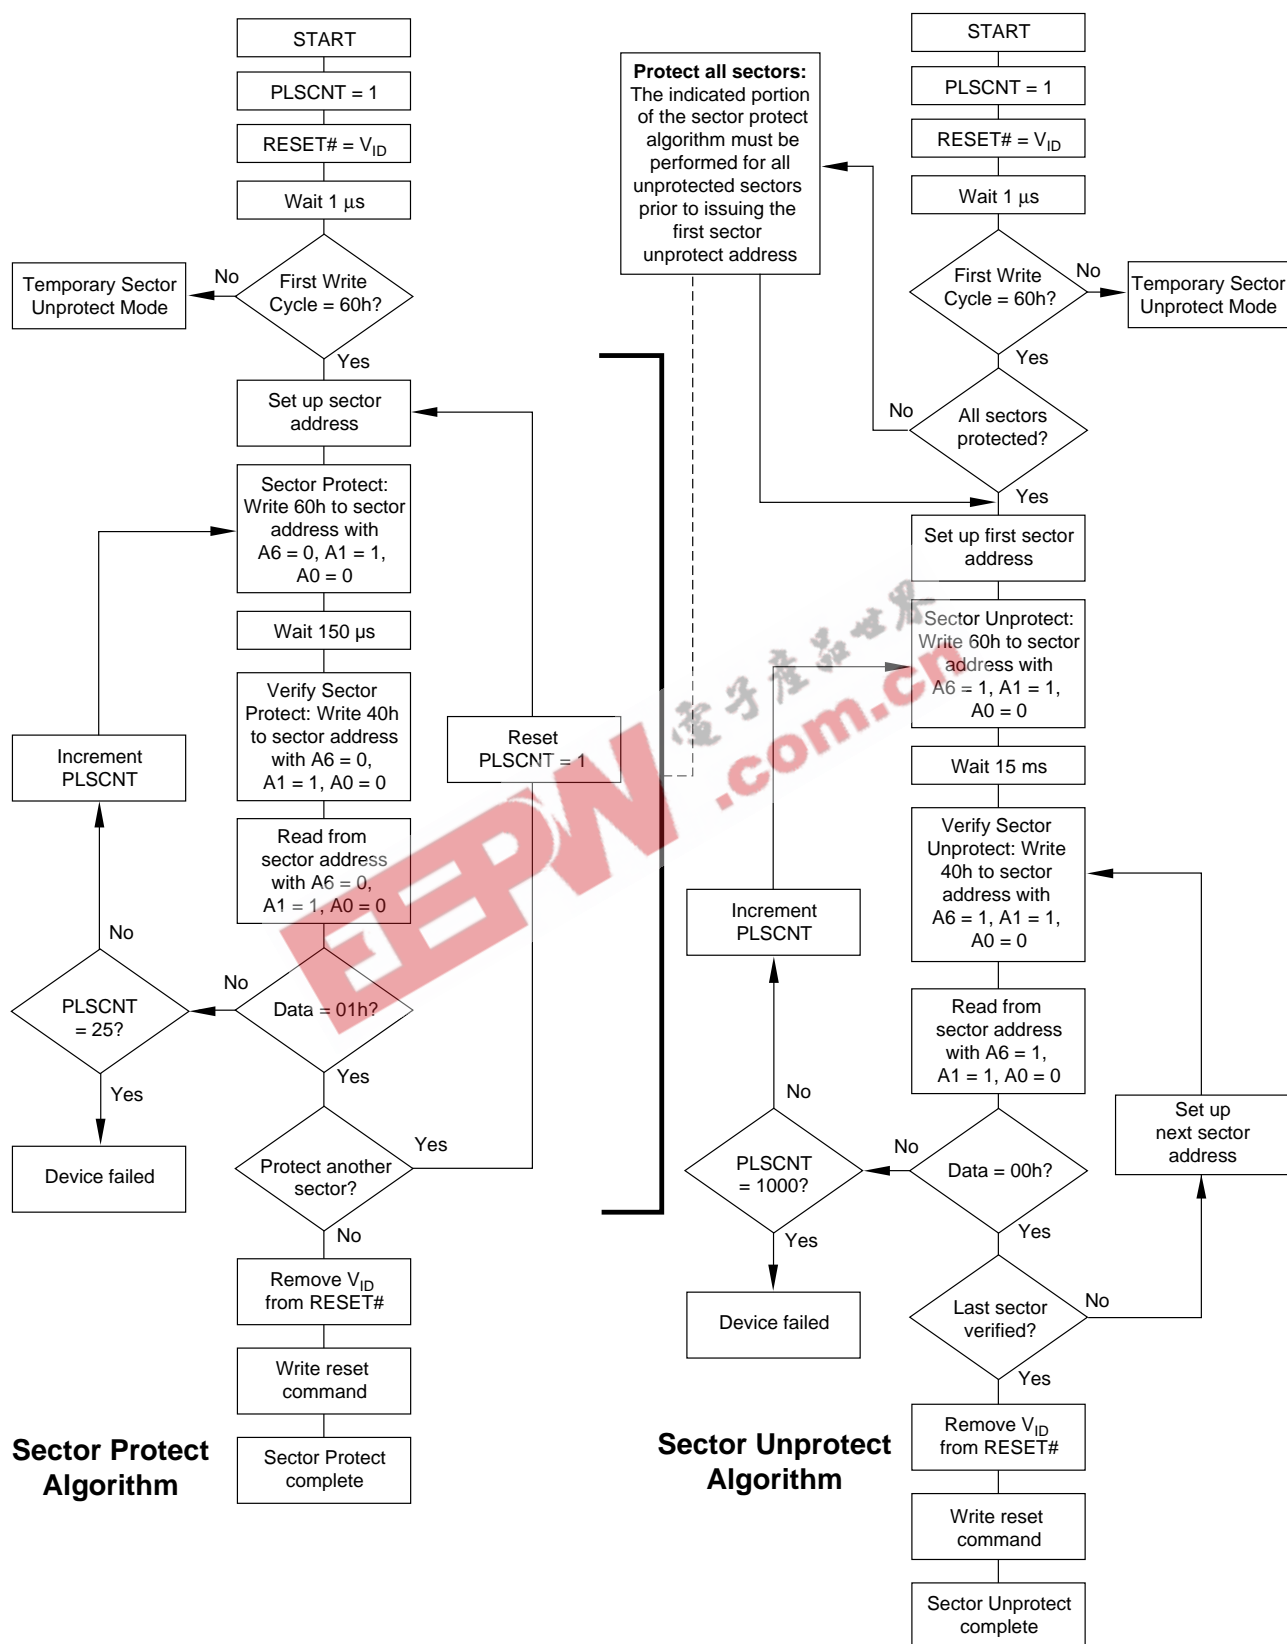 START
PLSCNT = 1
RESET# = VID
Wait 1 μs
First Write
Cycle = 60h?
No
Temporary Sector
Unprotect Mode
Yes
Set up sector
address
Sector Protect:
Write 60h to sector
address with
A6 = 0, A1 = 1,
A0 = 0
Wait 150 μs
Verify Sector
Protect: Write 40h
to sector address
with A6 = 0,
A1 = 1, A0 = 0
Increment
PLSCNT
Reset
PLSCNT = 1
Read from
sector address
with A6 = 0,
A1 = 1, A0 = 0
No
No
PLSCNT
= 25?
Data = 01h?
Yes
Yes
Device failed
Protect another
sector?
Yes
No
Remove VID
from RESET#
Write reset
command
Sector Protect
complete
Sector Protect
Algorithm
Protect all sectors:
The indicated portion
of the sector protect
algorithm must be
performed for all
unprotected sectors
prior to issuing the
first sector
unprotect address
START
PLSCNT = 1
RESET# = VID
Wait 1 μs
First Write
Cycle = 60h?
No
Temporary Sector
Unprotect Mode
Yes
No
All sectors
protected?
Yes
Set up first sector
address
Sector Unprotect:
Write 60h to sector
address with
A6 = 1, A1 = 1,
A0 = 0
Wait 15 ms
Verify Sector
Unprotect: Write
40h to sector
address with
A6 = 1, A1 = 1,
A0 = 0
Increment
PLSCNT
Read from
sector address
with A6 = 1,
A1 = 1, A0 = 0
No
No
PLSCNT
= 1000?
Data = 00h?
Set up
next sector
address
Yes
Yes
Device failed
Last sector
verified?
No
Yes
Remove VID
from RESET#
Write reset
command
Sector Unprotect
complete
Sector Unprotect
Algorithm
EEPW
電子產品世界
.com.cn